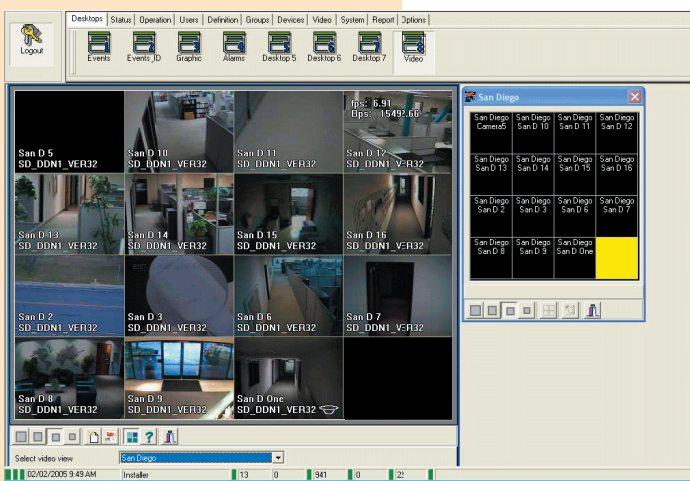 Logout
Desktops Status Operation Users Definition Groups Devices Video System Report Options
Events Events_ID Graphic Alarms Desktop 5 Desktop 6 Desktop 7 Video
fps: 6.91
Bps: 15492.66
San D 5
SD_DDN1_VER32
San D 10
SD_DDN1_VER32
San D 11
SD_DDN1_VER32
San D 12
SD_DDN1_VER32
San D 13
SD_DDN1_VER32
San D 14
SD_DDN1_VER32
San D 15
SD_DDN1_VER32
San D 16
SD_DDN1_VER32
San D 2
SD_DDN1_VER32
San D 3
SD_DDN1_VER32
San D 6
SD_DDN1_VER32
San D 7
SD_DDN1_VER32
San D 8
SD_DDN1_VER32
San D 9
SD_DDN1_VER32
San D One
SD_DDN1_VER32
San Diego
San Diego San Diego San Diego San Diego
Camera5 San D 10 San D 11 San D 12
San Diego San Diego San Diego San Diego
San D 13 San D 14 San D 15 San D 16
San Diego San Diego San Diego San Diego
San D 2 San D 3 San D 6 San D 7
San Diego San Diego San Diego
San D 8 San D 9 San D One
Select video view San Diego
02/02/2005 9:49 AM Installer 13 0 941 0